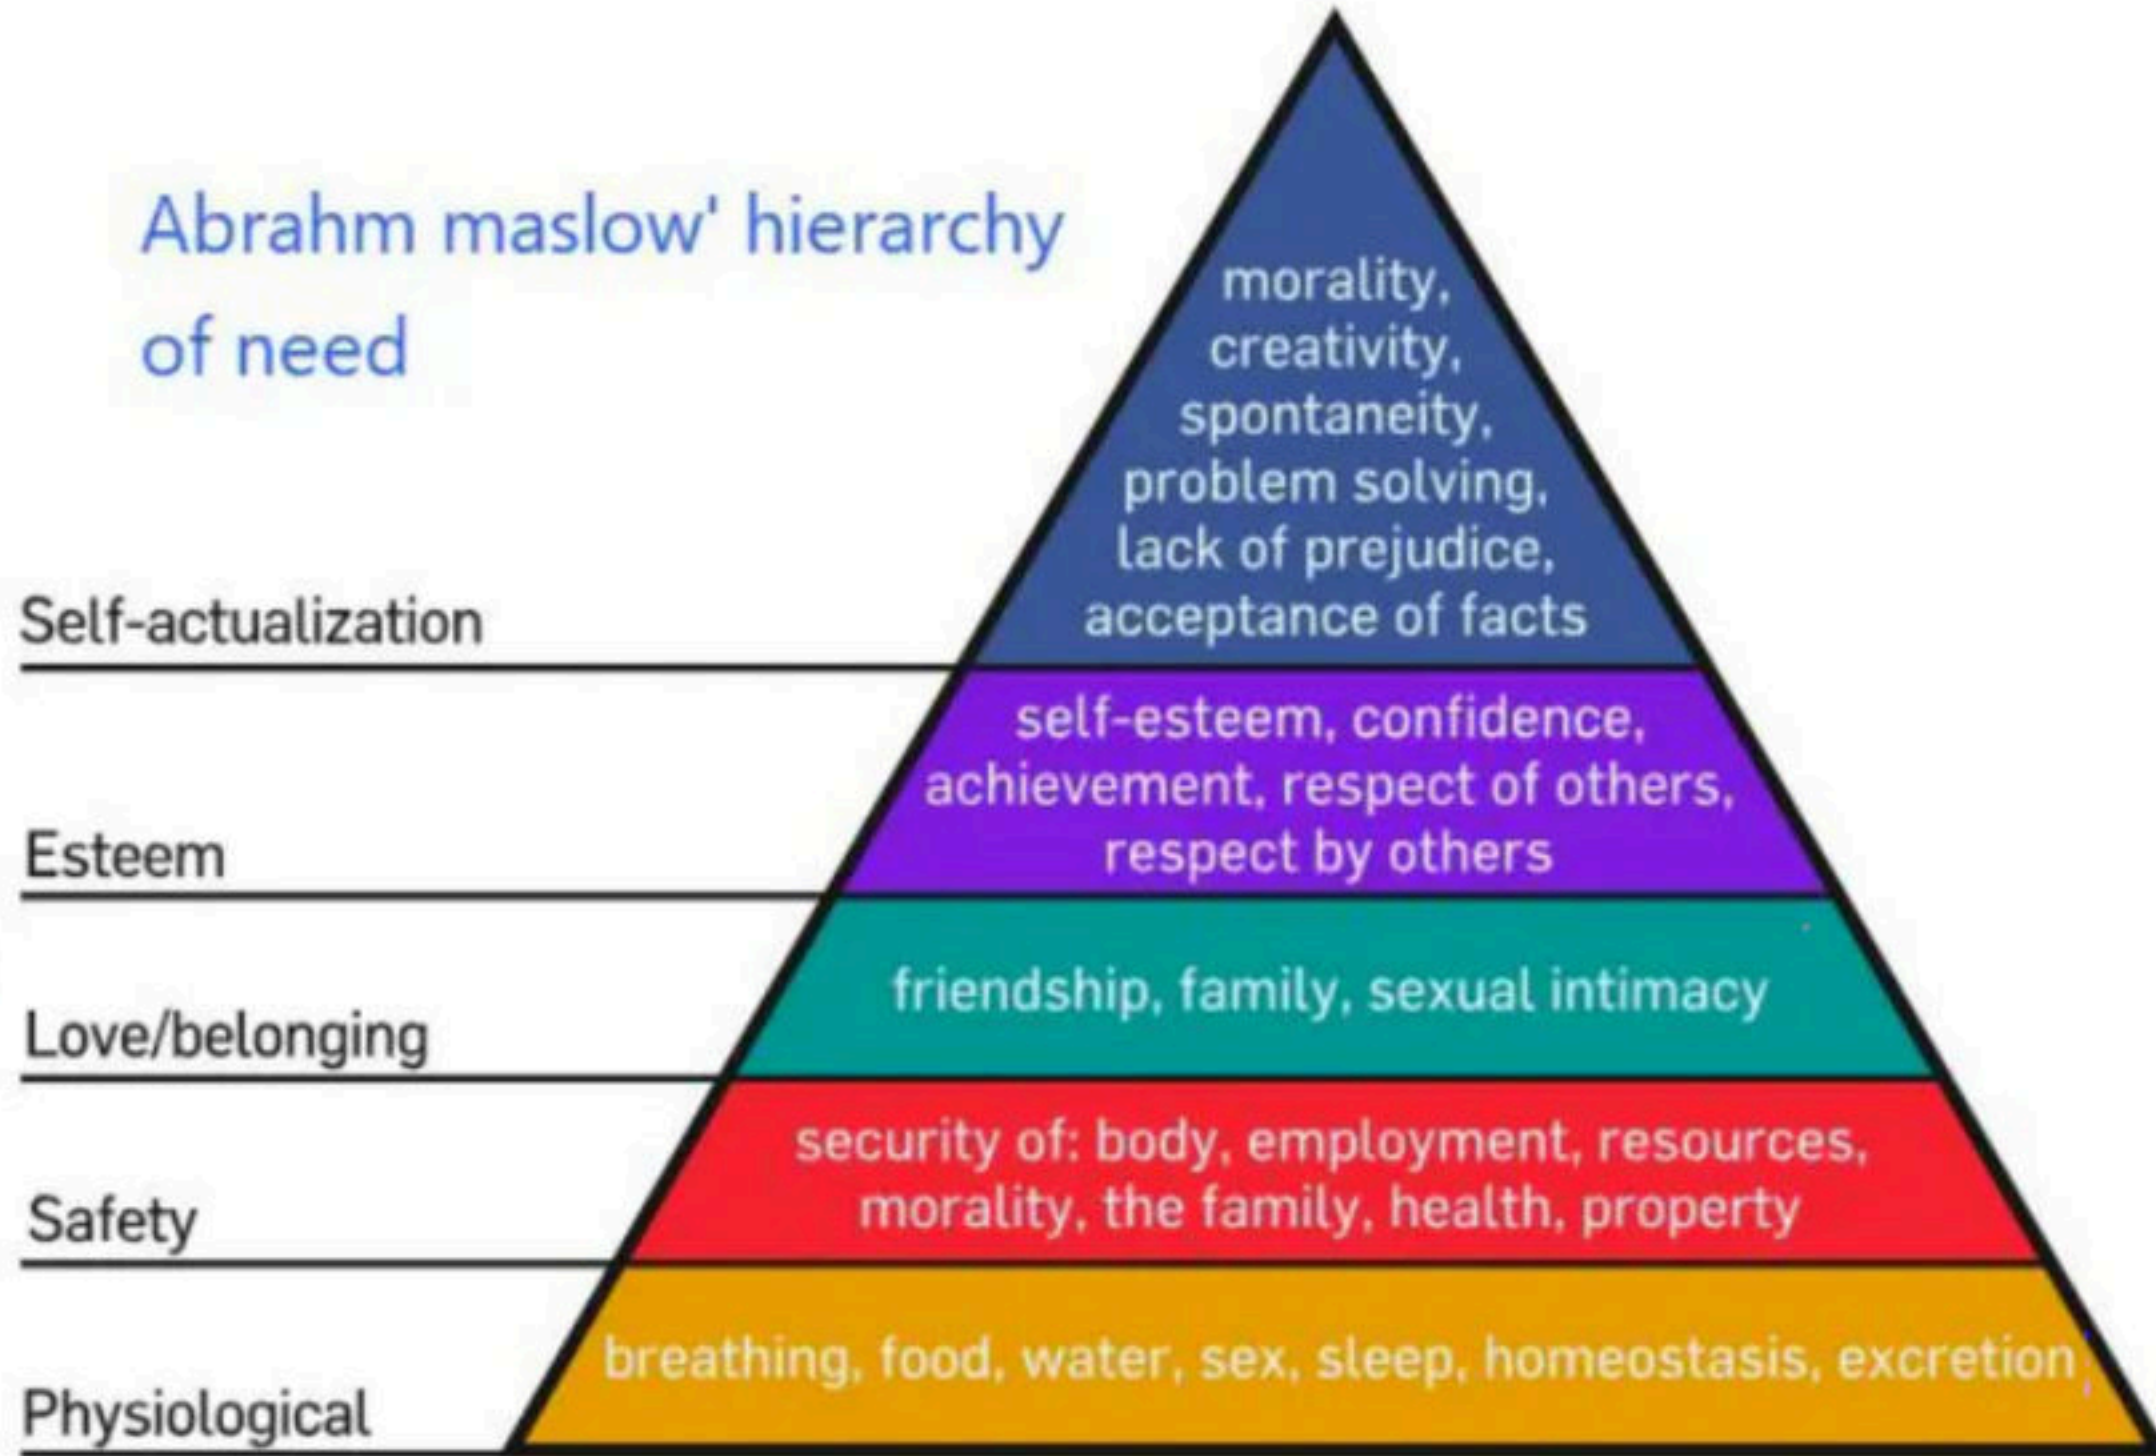 Abrahm maslow' hierarchy
of need
morality,
creativity,
spontaneity,
problem solving,
lack of prejudice,
acceptance of facts
Self-actualization
self-esteem, confidence,
achievement, respect of others,
respect by others
Esteem
friendship, family, sexual intimacy
Love/belonging
security of: body, employment, resources,
morality, the family, health, property
Safety
breathing, food, water, sex, sleep, homeostasis, excretion
Physiological